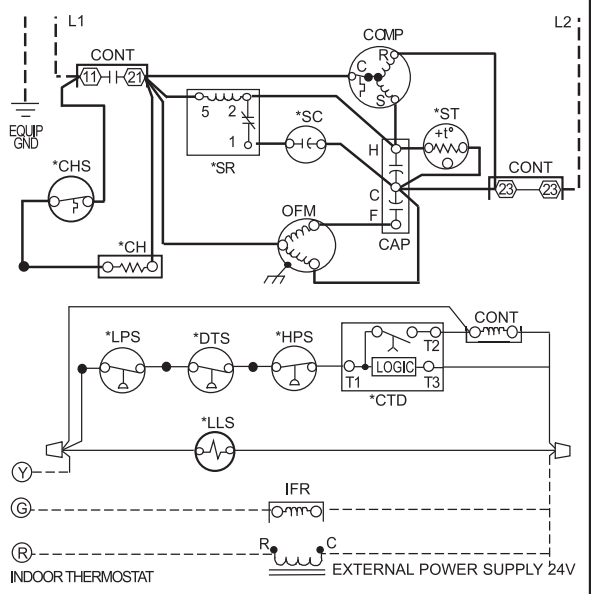 L1
L2
CONT
COMP
11
21
C
R
S
EQUIP
GND
5
2
1
*SR
*SC
*ST
+t°
H
C
F
CAP
CONT
23
23
*CHS
*CH
OFM
*LPS
*DTS
*HPS
CONT
T2
LOGIC
T1
T3
*CTD
*LLS
Y
G
IFR
R
R
C
INDOOR THERMOSTAT
EXTERNAL POWER SUPPLY 24V